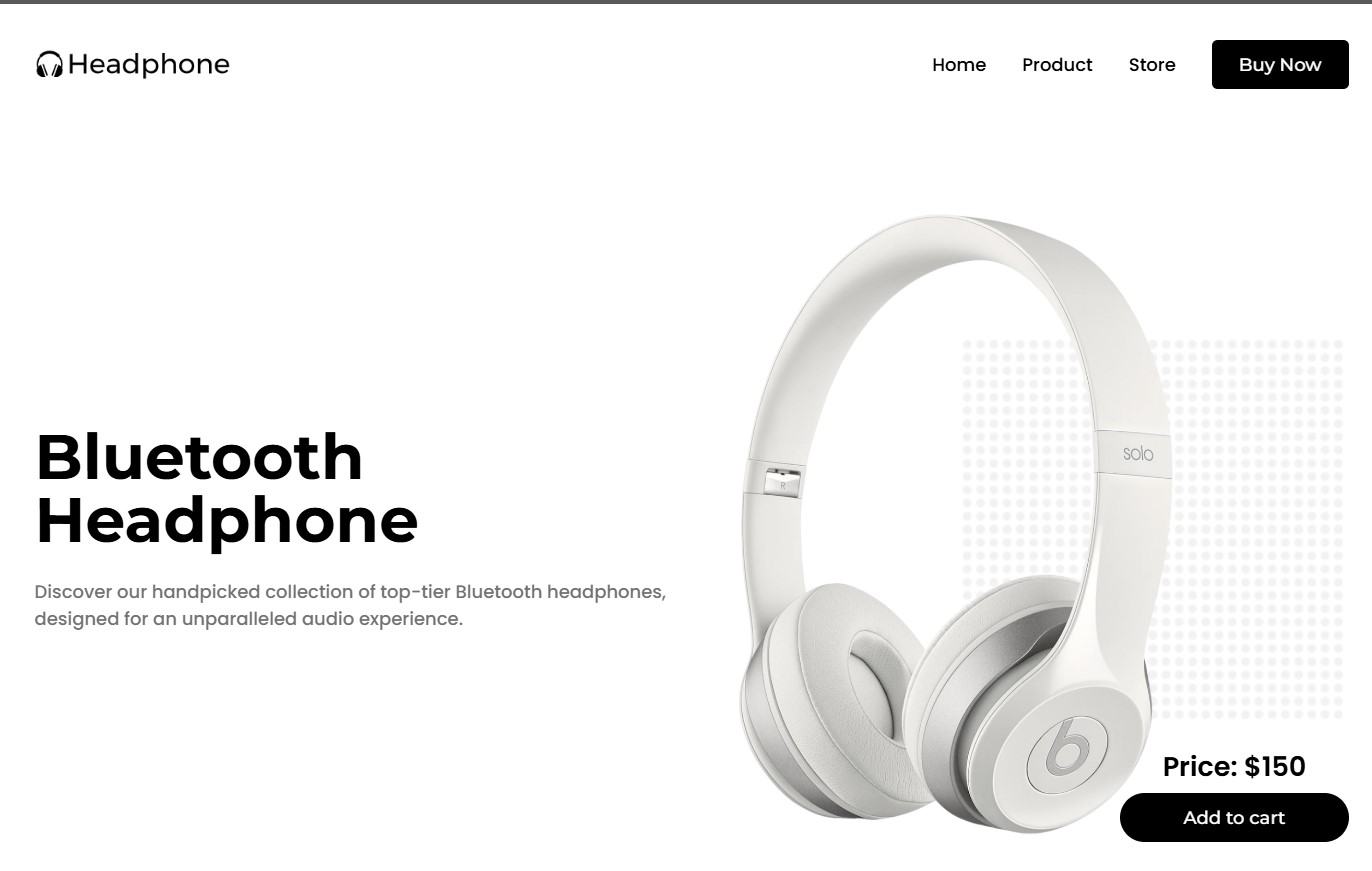 Headphone
Home
Product
Store
Buy Now
solo
R
Bluetooth
Headphone
Discover our handpicked collection of top-tier Bluetooth headphones,
designed for an unparalleled audio experience.
b
Price: $150
Add to cart